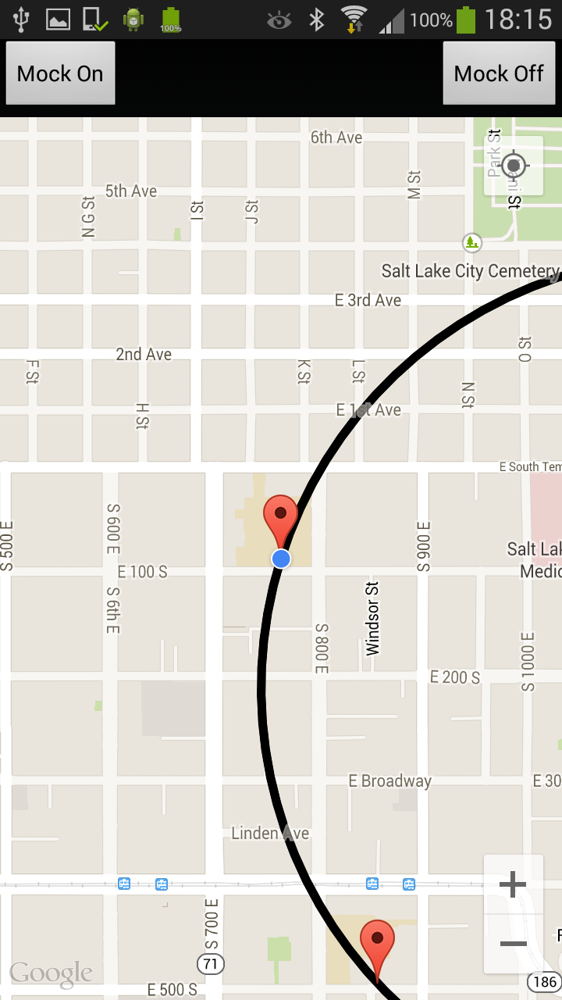 100%
100%
18:15
Mock On
Mock Off
6th Ave
Park St
5th Ave
M St
N G St
I St
J St
St
Salt Lake City Cemetery
E 3rd Ave
2nd Ave
F St
K St
L St
O St
H St
N St
E 1st Ave
E South Tem
S 500 E
S 600 E
S 900 E
Salt Lak
Medic
E 100 S
S 6th E
Windsor St
S 800 E
S 1000 E
E 200 S
E Broadway
E 30
Linden Ave
S 700 E
71
186
Google
E 500 S